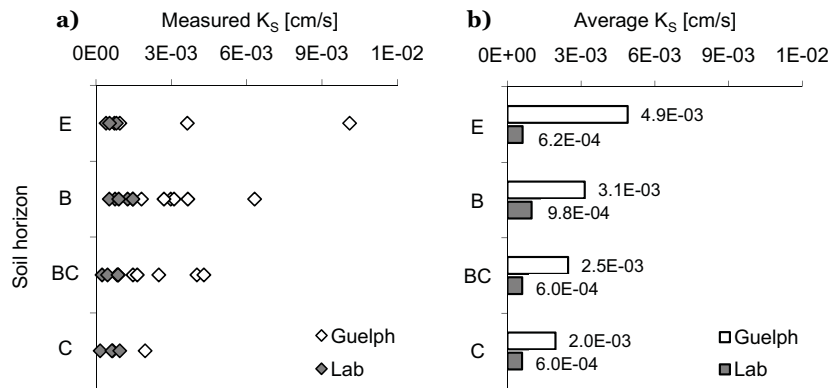 a) Measured KS [cm/s]
0E00 3E-03 6E-03 9E-03 1E-02
Soil horizon
E
B
BC
C
Guelph
Lab
b) Average KS [cm/s]
0E+00 3E-03 6E-03 9E-03 1E-02
E
4.9E-03
6.2E-04
B
3.1E-03
9.8E-04
BC
2.5E-03
6.0E-04
C
2.0E-03
6.0E-04
Guelph
Lab